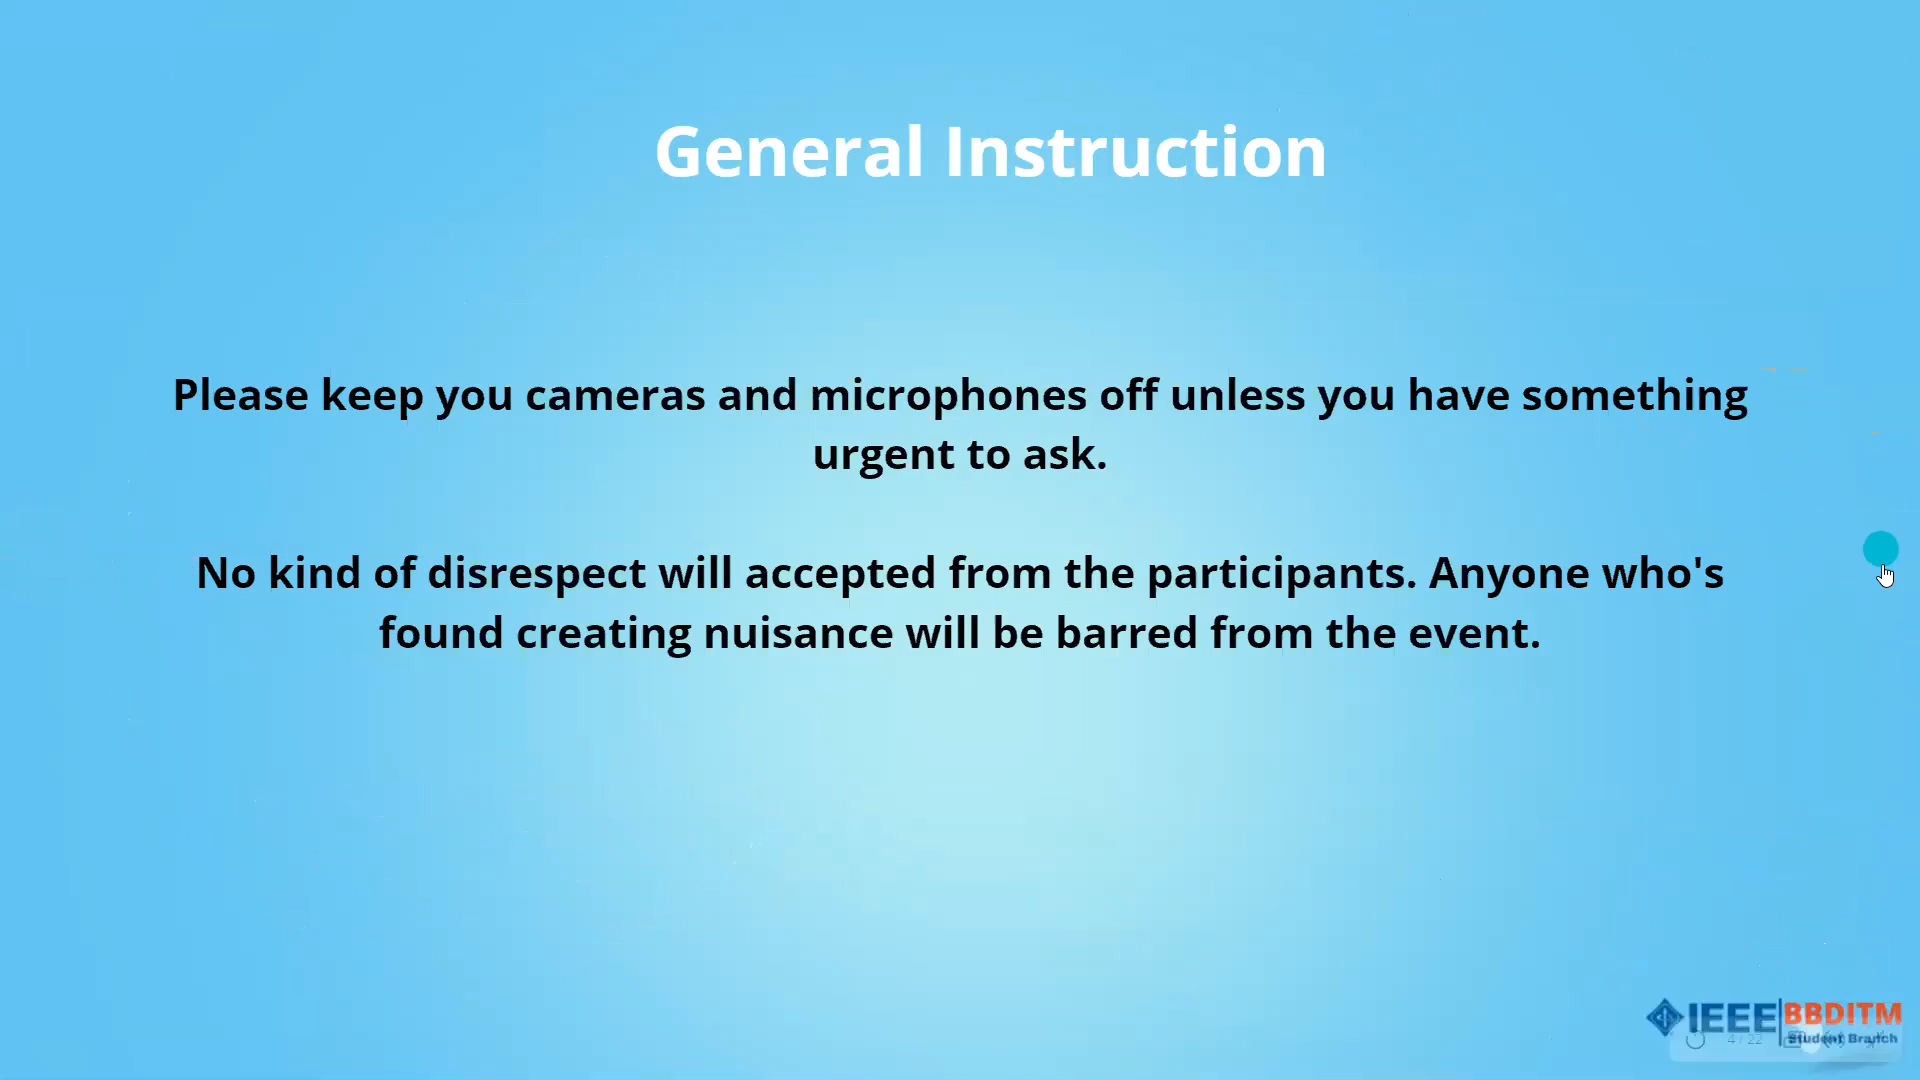 General Instruction
Please keep you cameras and microphones off unless you have something
urgent to ask.
No kind of disrespect will accepted from the participants. Anyone who's
found creating nuisance will be barred from the event.
IEEE BBDITM
Student Branch
4 / 22